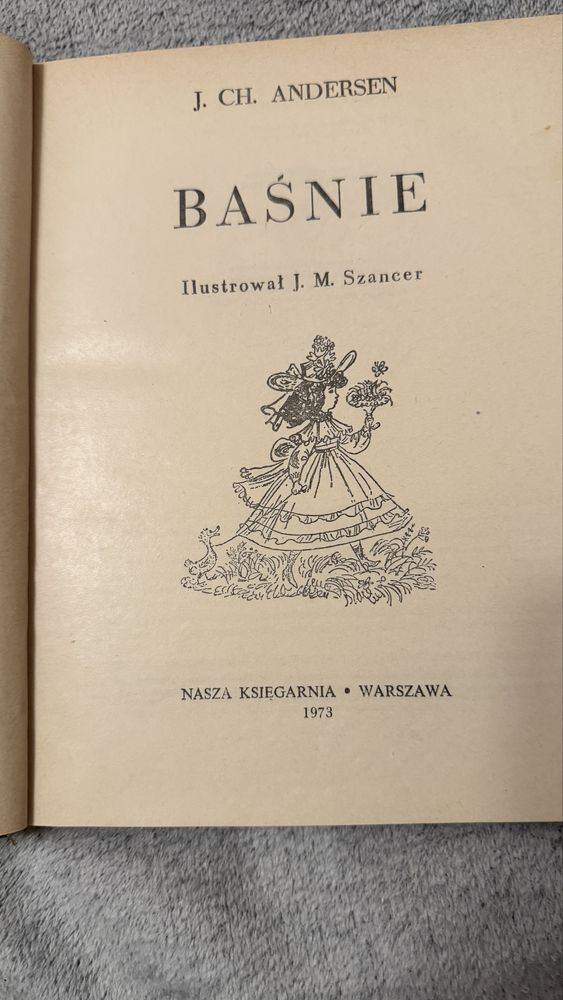 J. CH. ANDERSEN
BAŚNIE
Ilustrował J. M. Szancer
NASZA KSIĘGARNIA • WARSZAWA
1973